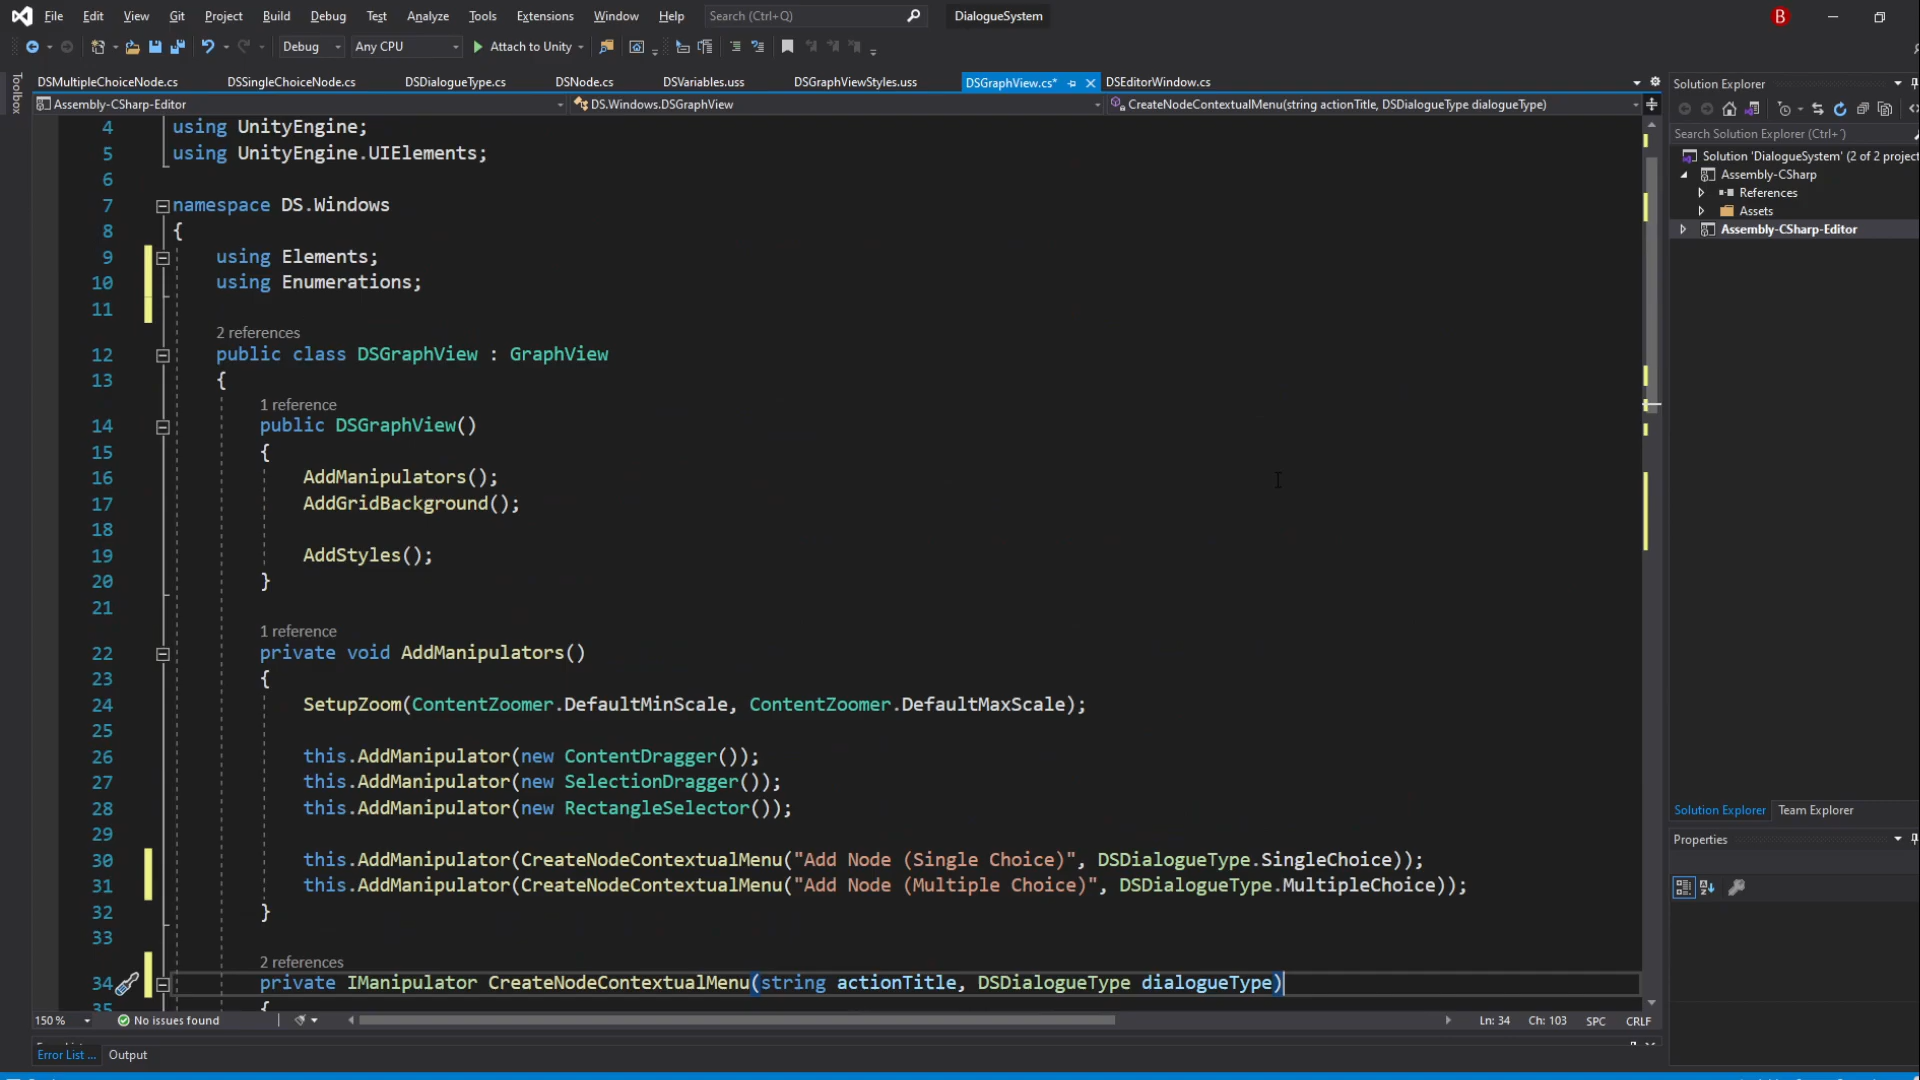 File Edit View Git Project Build Debug Test Analyze Tools Extensions Window Help Search (Ctrl+Q) DialogueSystem B
Debug Any CPU Attach to Unity
Toolbox
DSMultipleChoiceNode.cs DSSingleChoiceNode.cs DSDialogueType.cs DSNode.cs DSVariables.uss DSGraphViewStyles.uss DSGraphView.cs* DSEditorWindow.cs
Assembly-CSharp-Editor DS.Windows.DSGraphView CreateNodeContextualMenu(string actionTitle, DSDialogueType dialogueType)
4 using UnityEngine;
5 using UnityEngine.UIElements;
6
7 namespace DS.Windows
8 {
9 using Elements;
10 using Enumerations;
11
2 references
12 public class DSGraphView : GraphView
13 {
1 reference
14 public DSGraphView()
15 {
16 AddManipulators();
17 AddGridBackground();
18
19 AddStyles();
20 }
21
1 reference
22 private void AddManipulators()
23 {
24 SetupZoom(ContentZoomer.DefaultMinScale, ContentZoomer.DefaultMaxScale);
25
26 this.AddManipulator(new ContentDragger());
27 this.AddManipulator(new SelectionDragger());
28 this.AddManipulator(new RectangleSelector());
29
30 this.AddManipulator(CreateNodeContextualMenu("Add Node (Single Choice)", DSDialogueType.SingleChoice));
31 this.AddManipulator(CreateNodeContextualMenu("Add Node (Multiple Choice)", DSDialogueType.MultipleChoice));
32 }
33
2 references
34 private IManipulator CreateNodeContextualMenu(string actionTitle, DSDialogueType dialogueType)
35 {
150 % No issues found Ln: 34 Ch: 103 SPC CRLF
Error List ... Output
Solution Explorer
Search Solution Explorer (Ctrl+')
Solution 'DialogueSystem' (2 of 2 project
Assembly-CSharp
References
Assets
Assembly-CSharp-Editor
Solution Explorer Team Explorer
Properties